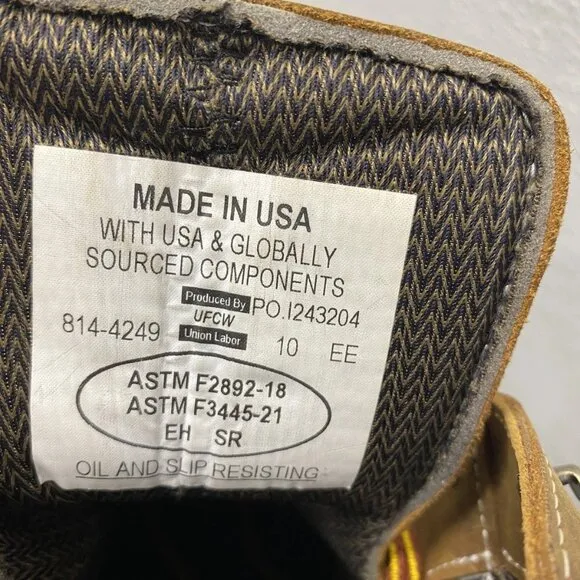 MADE IN USA
WITH USA & GLOBALLY
SOURCED COMPONENTS
Produced By
UFCW
Union Labor
PO.I243204
814-4249
10 EE
ASTM F2892-18
ASTM F3445-21
EH SR
OIL AND SLIP RESISTING